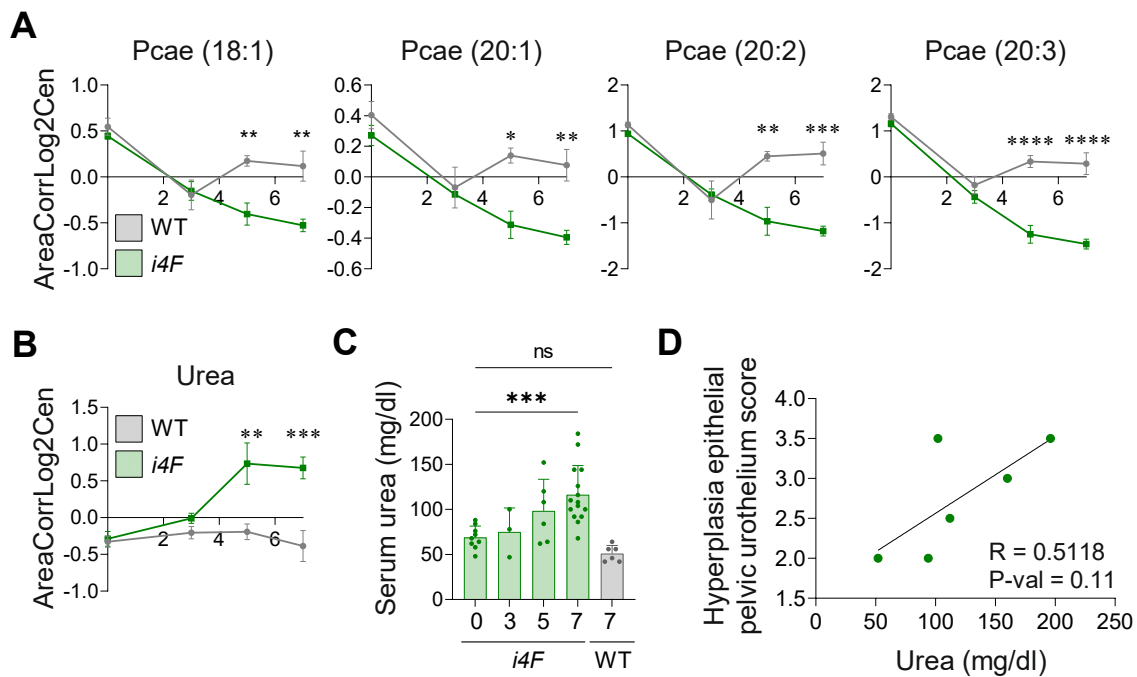 A
Pcae (18:1)
Pcae (20:1)
Pcae (20:2)
Pcae (20:3)
AreaCorrLog2Cen
1.0
0.5
0.0
-0.5
-1.0
2 4 6
** **
WT
i4F
0.6
0.4
0.2
0.0
-0.2
-0.4
-0.6
2 4 6
* **
2
1
0
-1
-2
2 4 6
** ***
2
1
0
-1
-2
2 4 6
**** ****
B
Urea
AreaCorrLog2Cen
1.5
1.0
0.5
0.0
-0.5
-1.0
2 4 6
WT
i4F
** ***
C
ns
***
Serum urea (mg/dl)
200
150
100
50
0
0 3 5 7 7
i4F WT
D
Hyperplasia epithelial
pelvic urothelium score
4.0
3.5
3.0
2.5
2.0
1.5
R = 0.5118
P-val = 0.11
0 50 100 150 200 250
Urea (mg/dl)